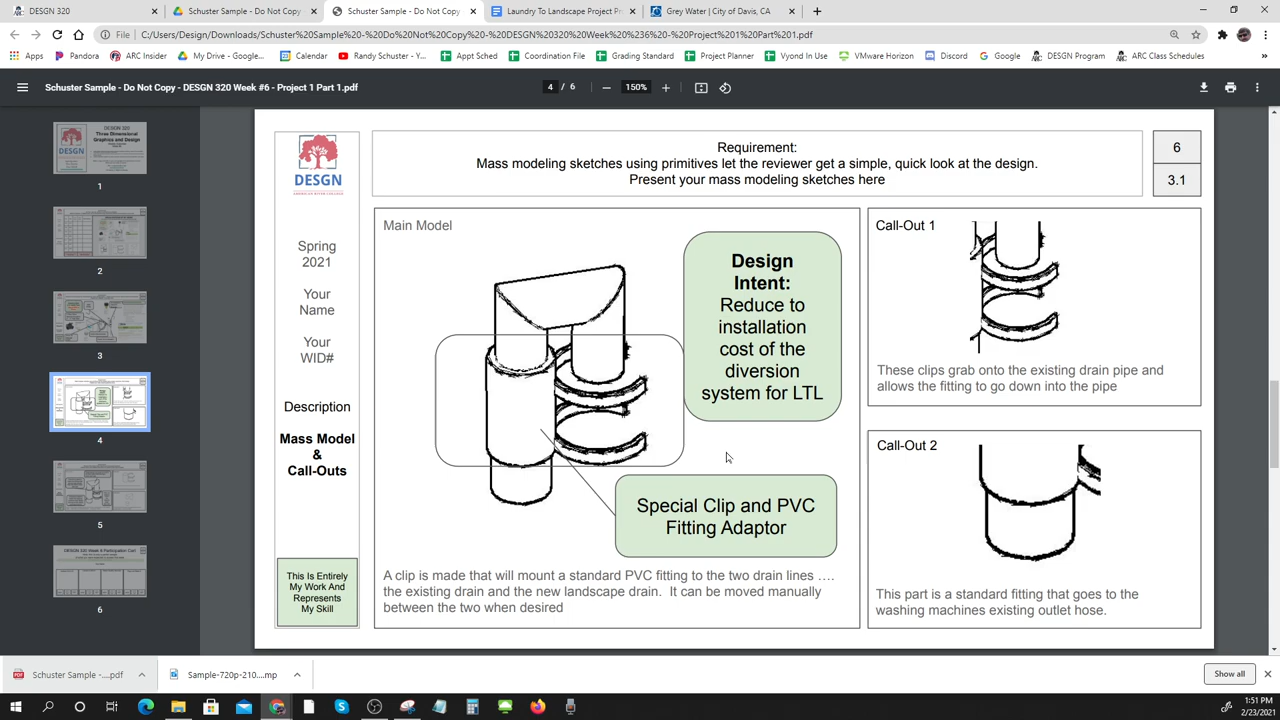 DESGN 320
Schuster Sample - Do Not Copy
Schuster Sample - Do Not Copy
Laundry To Landscape Project Pr
Grey Water | City of Davis, CA
File | C:/Users/Design/Downloads/Schuster%20Sample%20-%20Do%20Not%20Copy%20-%20DESGN%20320%20Week%20%236%20-%20Project%201%20Part%201.pdf
Apps
Pandora
ARC Insider
My Drive - Google...
Calendar
Randy Schuster - Y...
Appt Sched
Coordination File
Grading Standard
Project Planner
Vyond In Use
VMware Horizon
Discord
Google
DESGN Program
ARC Class Schedules
Schuster Sample - Do Not Copy - DESGN 320 Week #6 - Project 1 Part 1.pdf
4 / 6
150%
1
2
3
4
5
6
DESGN
Spring
2021
Your
Name
Your
WID#
Description
Mass Model
&
Call-Outs
This Is Entirely
My Work And
Represents
My Skill
Requirement:
Mass modeling sketches using primitives let the reviewer get a simple, quick look at the design.
Present your mass modeling sketches here
6
3.1
Main Model
Design
Intent:
Reduce to
installation
cost of the
diversion
system for LTL
Special Clip and PVC
Fitting Adaptor
A clip is made that will mount a standard PVC fitting to the two drain lines ....
the existing drain and the new landscape drain.  It can be moved manually
between the two when desired
Call-Out 1
These clips grab onto the existing drain pipe and
allows the fitting to go down into the pipe
Call-Out 2
This part is a standard fitting that goes to the
washing machines existing outlet hose.
Schuster Sample -....pdf
Sample-720p-210....mp
Show all
1:51 PM
2/23/2021